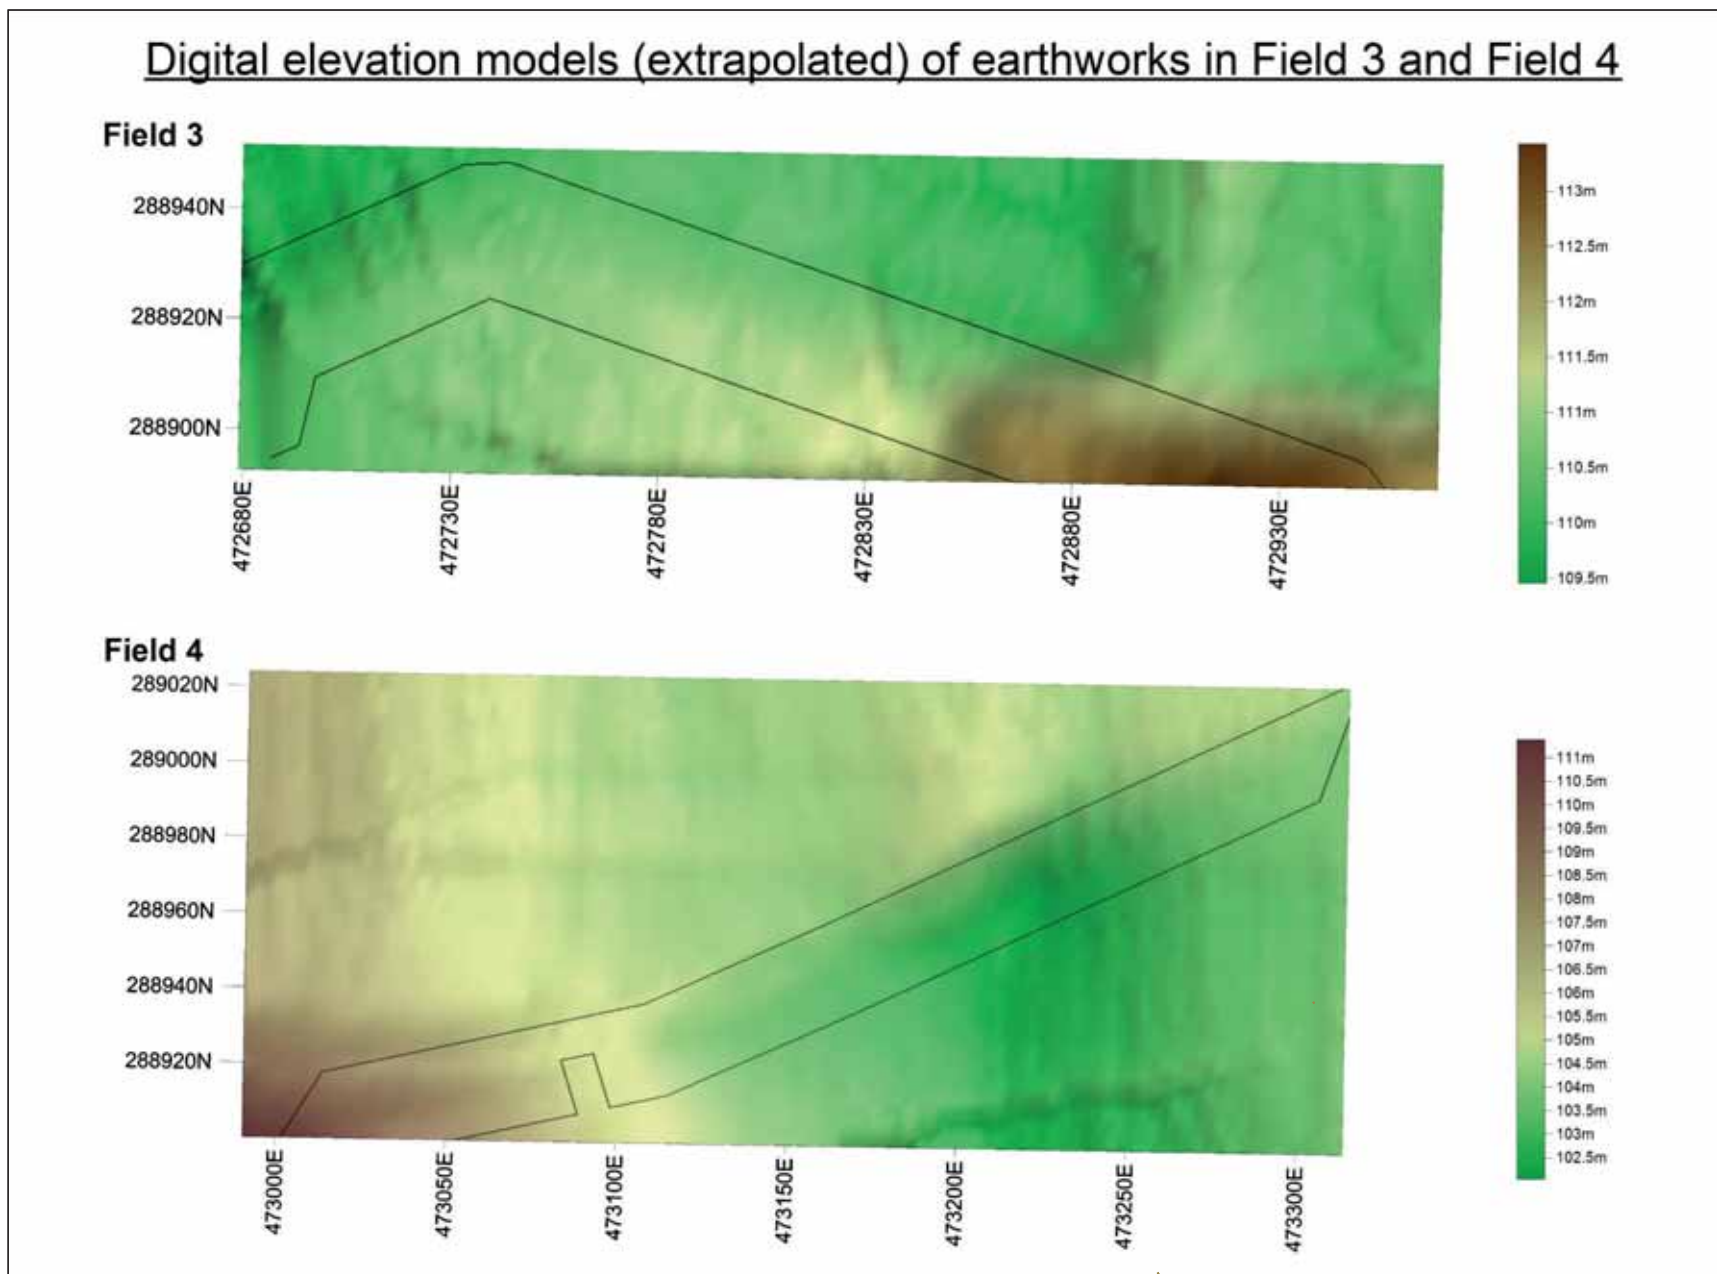 Digital elevation models (extrapolated) of earthworks in Field 3 and Field 4
Field 3
288940N
288920N
288900N
472680E
472730E
472780E
472830E
472880E
472930E
113m
112.5m
112m
111.5m
111m
110.5m
110m
109.5m
Field 4
289020N
289000N
288980N
288960N
288940N
288920N
473000E
473050E
473100E
473150E
473200E
473250E
473300E
111m
110.5m
110m
109.5m
109m
108.5m
108m
107.5m
107m
106.5m
106m
105.5m
105m
104.5m
104m
103.5m
103m
102.5m